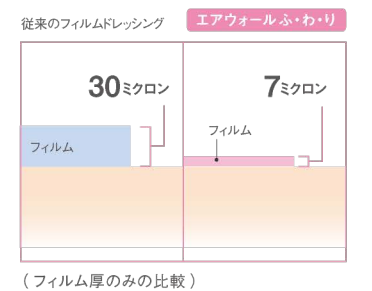 従来のフィルムドレッシング
エアウォールふ・わ・り
30ミクロン
7ミクロン
フィルム
フィルム
(フィルム厚のみの比較)